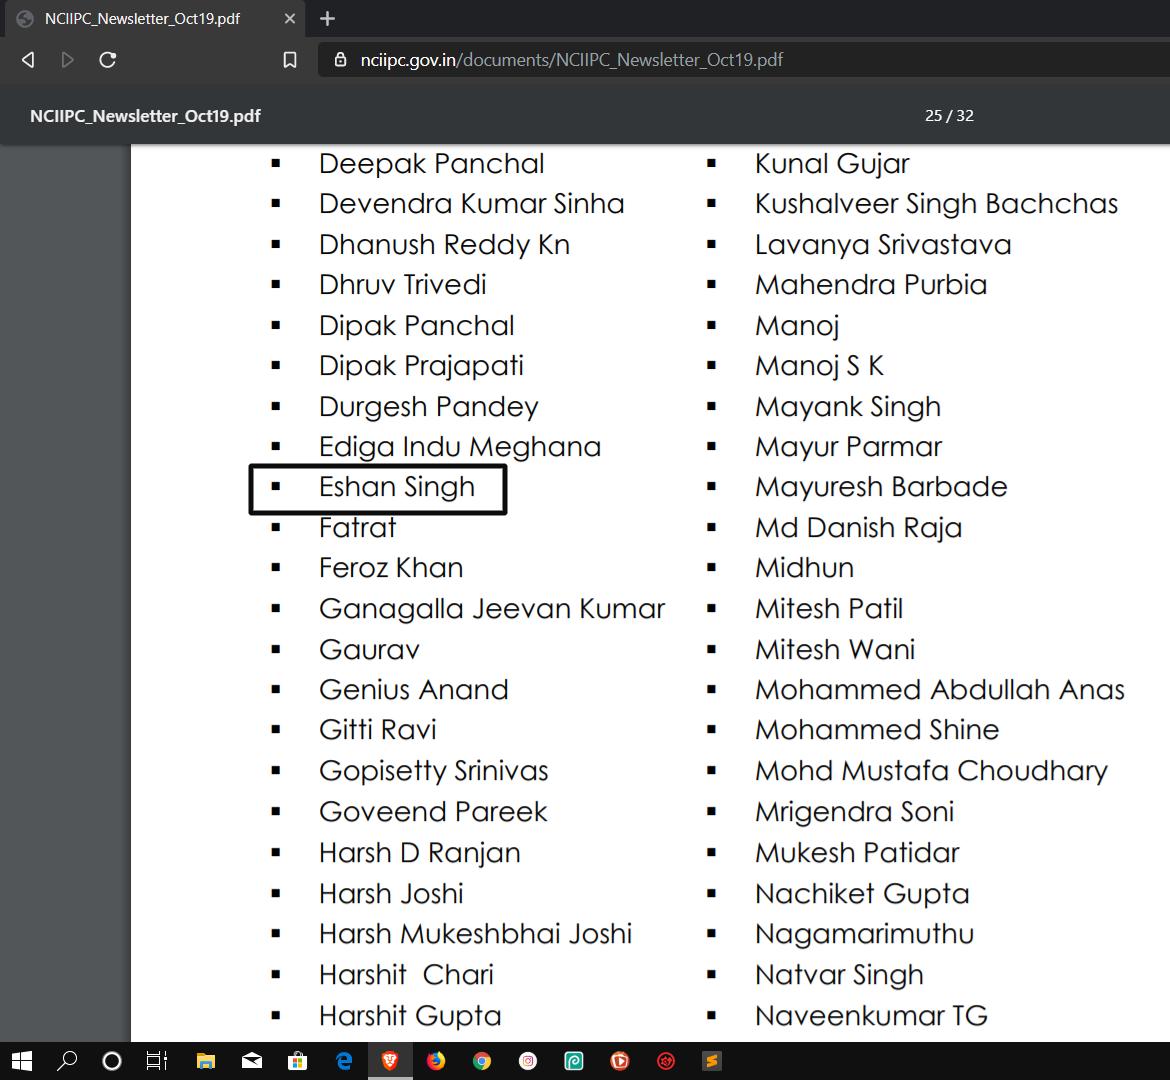 NCIIPC_Newsletter_Oct19.pdf
nciipc.gov.in/documents/NCIIPC_Newsletter_Oct19.pdf
NCIIPC_Newsletter_Oct19.pdf
25 / 32
Deepak Panchal
Devendra Kumar Sinha
Dhanush Reddy Kn
Dhruv Trivedi
Dipak Panchal
Dipak Prajapati
Durgesh Pandey
Ediga Indu Meghana
Eshan Singh
Fatrat
Feroz Khan
Ganagalla Jeevan Kumar
Gaurav
Genius Anand
Gitti Ravi
Gopisetty Srinivas
Goveend Pareek
Harsh D Ranjan
Harsh Joshi
Harsh Mukeshbhai Joshi
Harshit  Chari
Harshit Gupta
Kunal Gujar
Kushalveer Singh Bachchas
Lavanya Srivastava
Mahendra Purbia
Manoj
Manoj S K
Mayank Singh
Mayur Parmar
Mayuresh Barbade
Md Danish Raja
Midhun
Mitesh Patil
Mitesh Wani
Mohammed Abdullah Anas
Mohammed Shine
Mohd Mustafa Choudhary
Mrigendra Soni
Mukesh Patidar
Nachiket Gupta
Nagamarimuthu
Natvar Singh
Naveenkumar TG